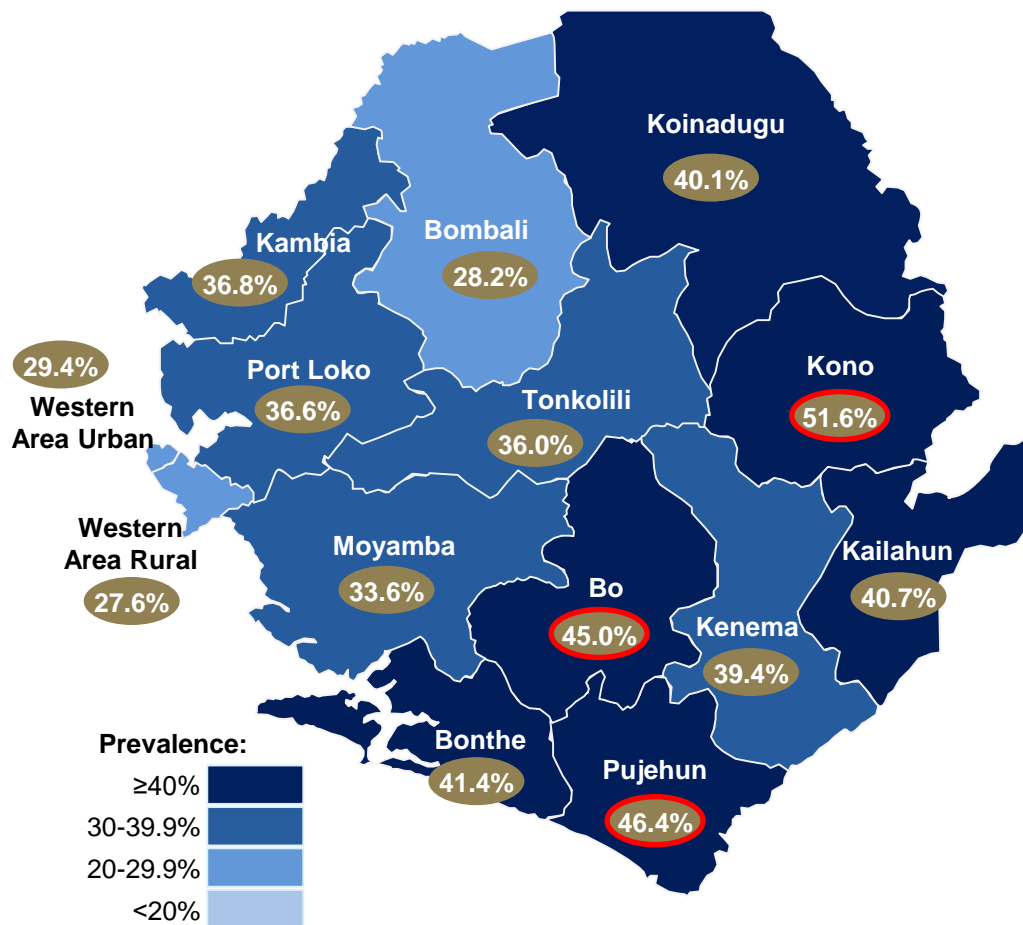 Koinadugu
40.1%
Kambia
36.8%
Bombali
28.2%
29.4%
Western
Area Urban
Port Loko
36.6%
Tonkolili
36.0%
Kono
51.6%
Western
Area Rural
27.6%
Moyamba
33.6%
Bo
45.0%
Kenema
39.4%
Kailahun
40.7%
Bonthe
41.4%
Pujehun
46.4%
Prevalence:
≥40%
30-39.9%
20-29.9%
<20%